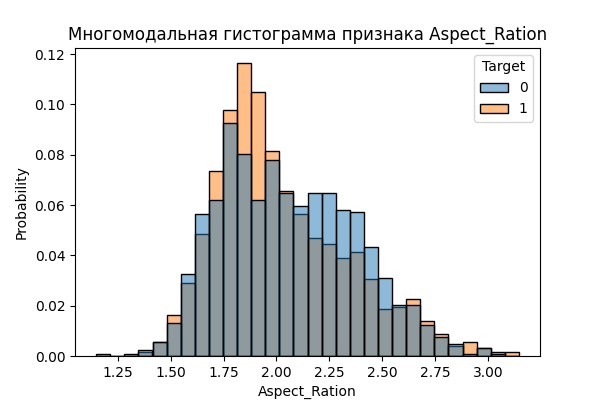 Многомодальная гистограмма признака Aspect_Ration
Target
0
1
Probability
0.12
0.10
0.08
0.06
0.04
0.02
0.00
1.25 1.50 1.75 2.00 2.25 2.50 2.75 3.00
Aspect_Ration